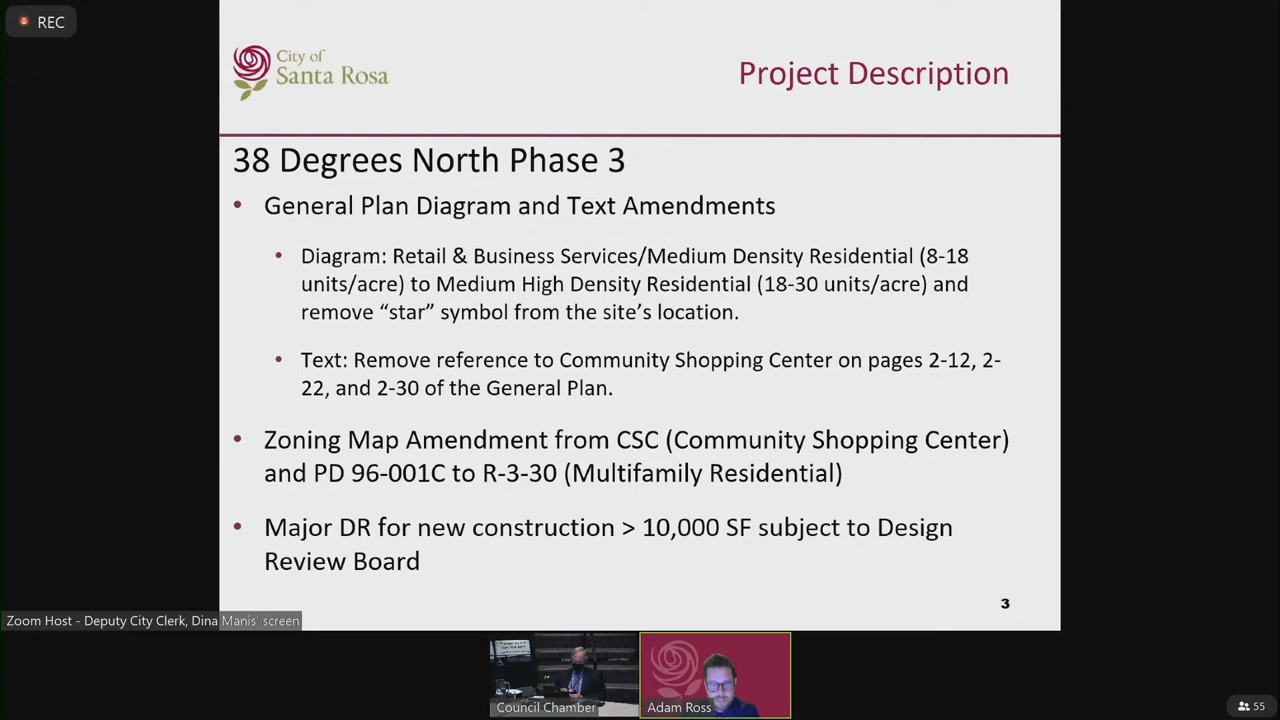 REC
City of
Santa Rosa
Project Description
38 Degrees North Phase 3
• General Plan Diagram and Text Amendments
• Diagram: Retail & Business Services/Medium Density Residential (8-18
units/acre) to Medium High Density Residential (18-30 units/acre) and
remove “star” symbol from the site’s location.
• Text: Remove reference to Community Shopping Center on pages 2-12, 2-
22, and 2-30 of the General Plan.
• Zoning Map Amendment from CSC (Community Shopping Center)
and PD 96-001C to R-3-30 (Multifamily Residential)
• Major DR for new construction > 10,000 SF subject to Design
Review Board
3
Zoom Host - Deputy City Clerk, Dina Manis' screen
Council Chamber
Adam Ross
55